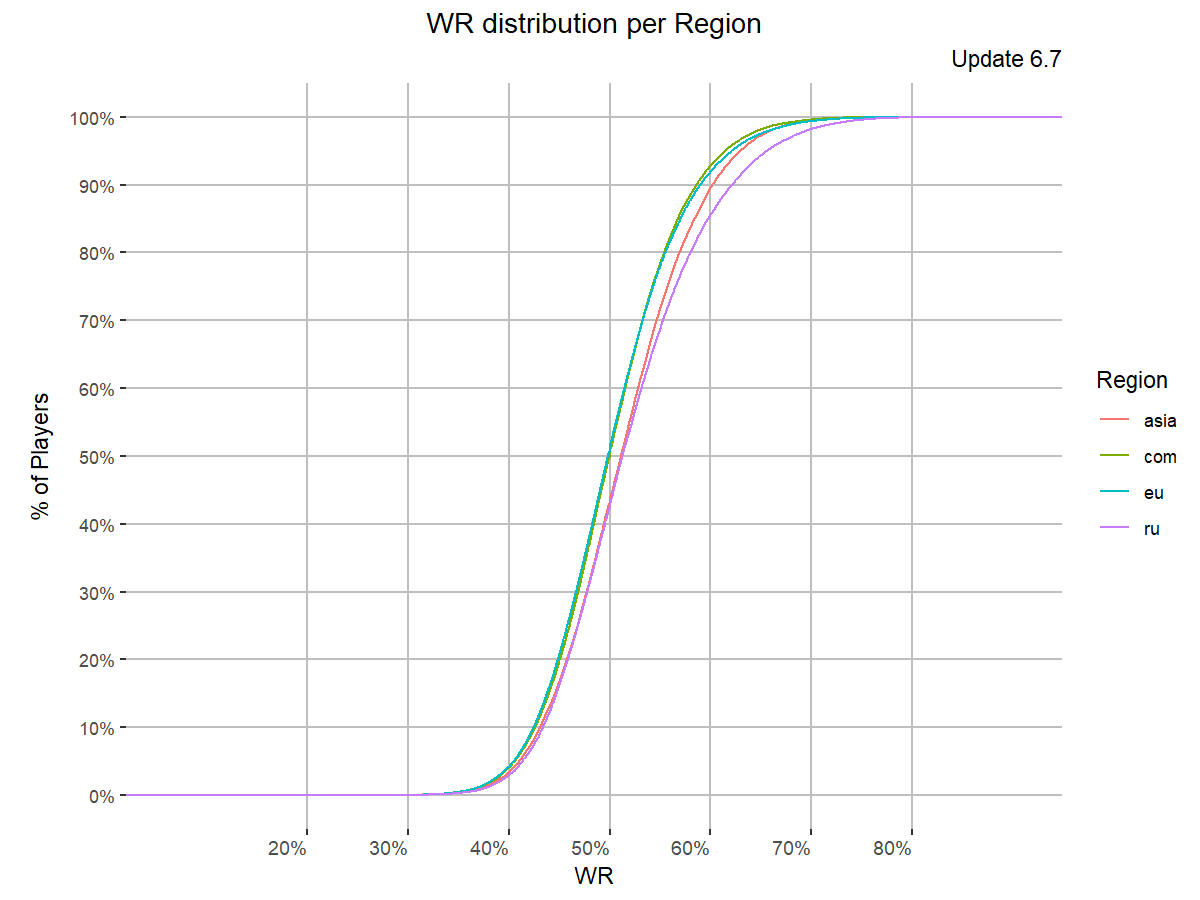 WR distribution per Region
Update 6.7
100%
90%
80%
70%
60%
50%
40%
30%
20%
10%
0%
% of Players
20% 30% 40% 50% 60% 70% 80%
WR
Region
asia
com
eu
ru